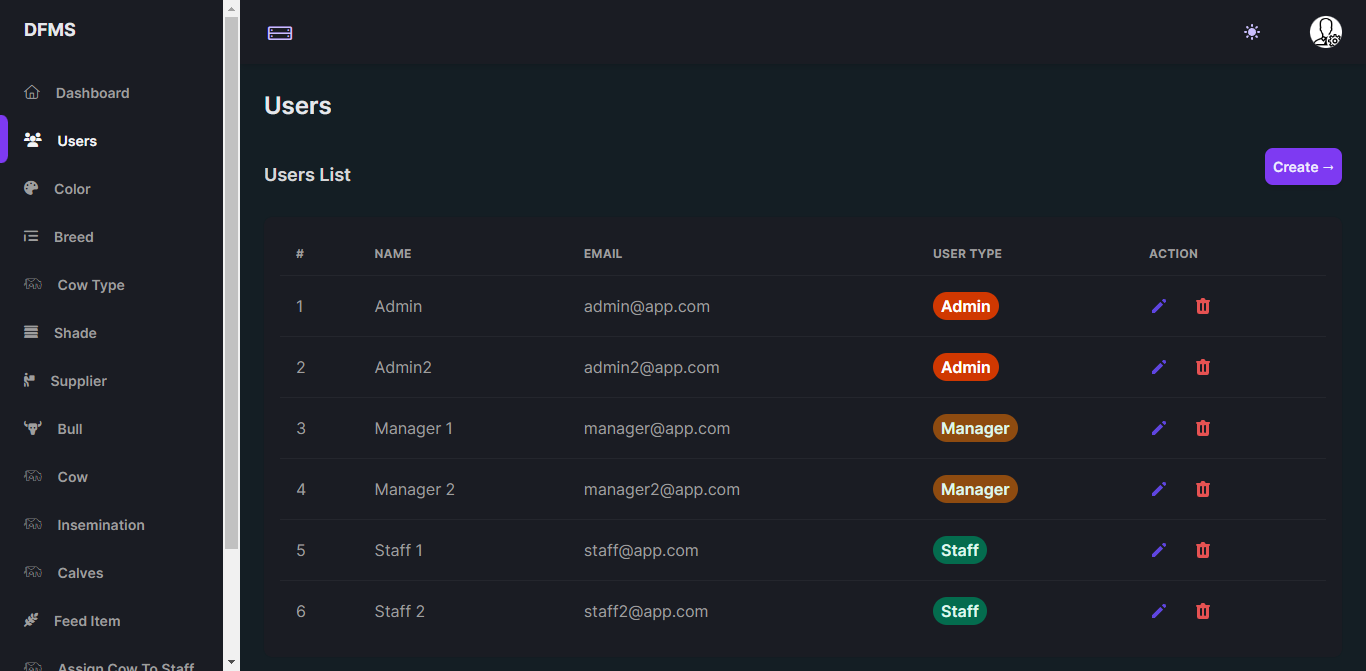 DFMS
Dashboard
Users
Color
Breed
Cow Type
Shade
Supplier
Bull
Cow
Insemination
Calves
Feed Item
Assign Cow To Staff
Users
Users List
Create →
# NAME EMAIL USER TYPE ACTION
1 Admin admin@app.com Admin
2 Admin2 admin2@app.com Admin
3 Manager 1 manager@app.com Manager
4 Manager 2 manager2@app.com Manager
5 Staff 1 staff@app.com Staff
6 Staff 2 staff2@app.com Staff